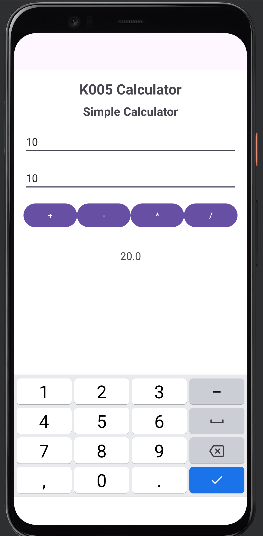 K005 Calculator
Simple Calculator
10
10
+ - * /
20.0
1 2 3 -
4 5 6
7 8 9
, 0 .